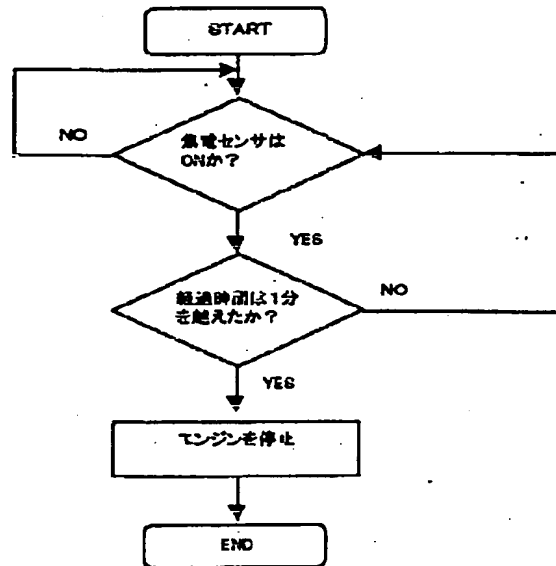 START
NO
焦電センサは
ONか?
YES
経過時間は1分
を越えたか?
NO
YES
エンジンを停止
END